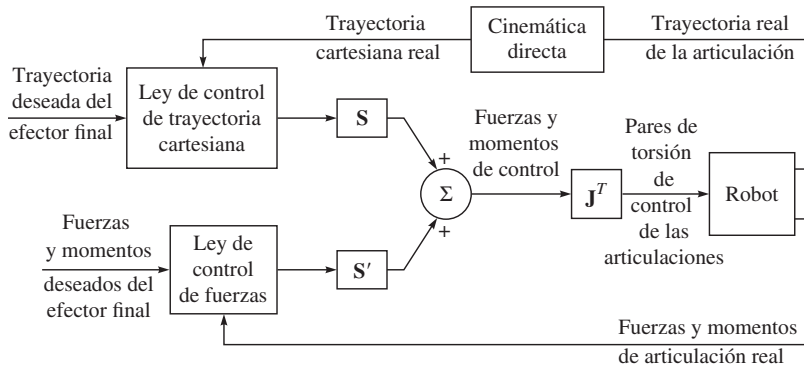 Trayectoria
cartesiana real
Cinemática
directa
Trayectoria real
de la articulación
Trayectoria
deseada del
efector final
Ley de control
de trayectoria
cartesiana
S
+
Σ
+
Fuerzas y
momentos
de control
J^T
Pares de
torsión
de
control
de las
articulaciones
Robot
Fuerzas
y momentos
deseados del
efector final
Ley de
control
de fuerzas
S′
Fuerzas y momentos
de articulación real